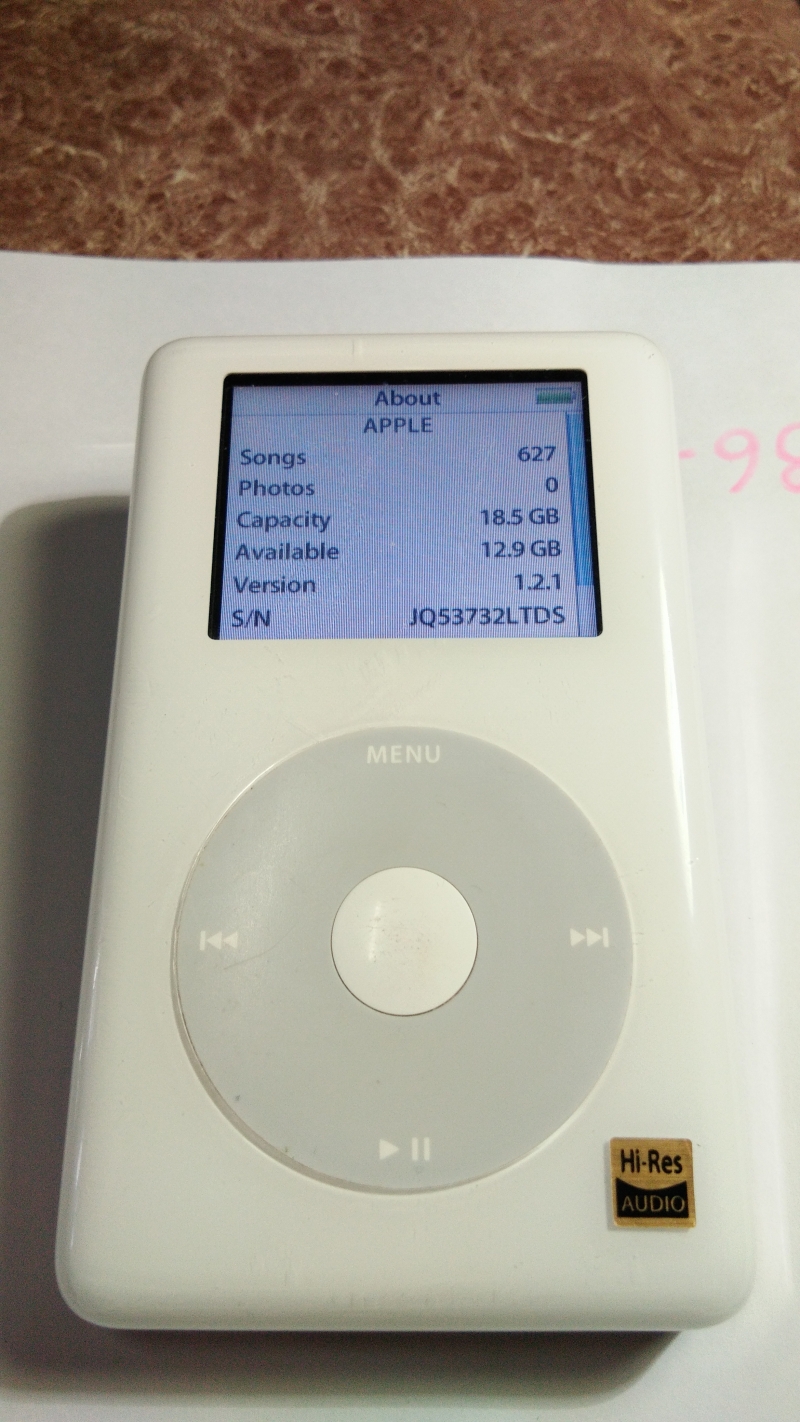 About
APPLE
Songs 627
Photos 0
Capacity 18.5 GB
Available 12.9 GB
Version 1.2.1
S/N JQ53732LTDS
MENU
Hi-Res
AUDIO